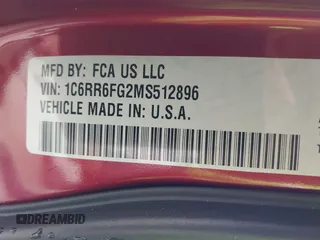 MFD BY: FCA US LLC
VIN: 1C6RR6FG2MS512896
VEHICLE MADE IN: U.S.A.
DREAMBID